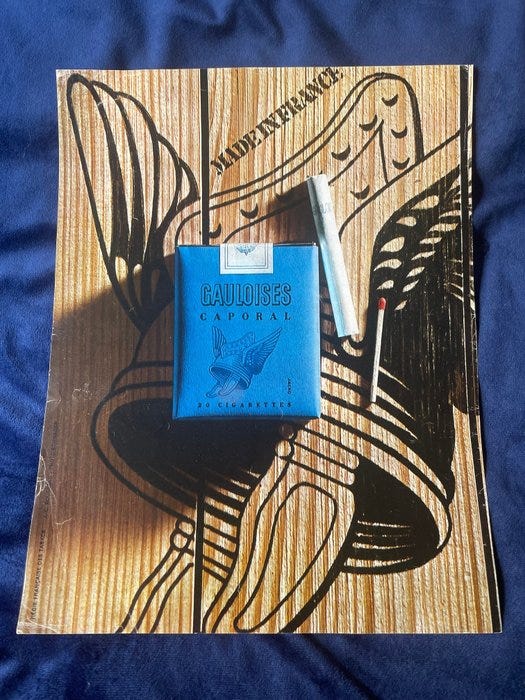 MADE IN FRANCE
GAULOISES
CAPORAL
20 CIGARETTES